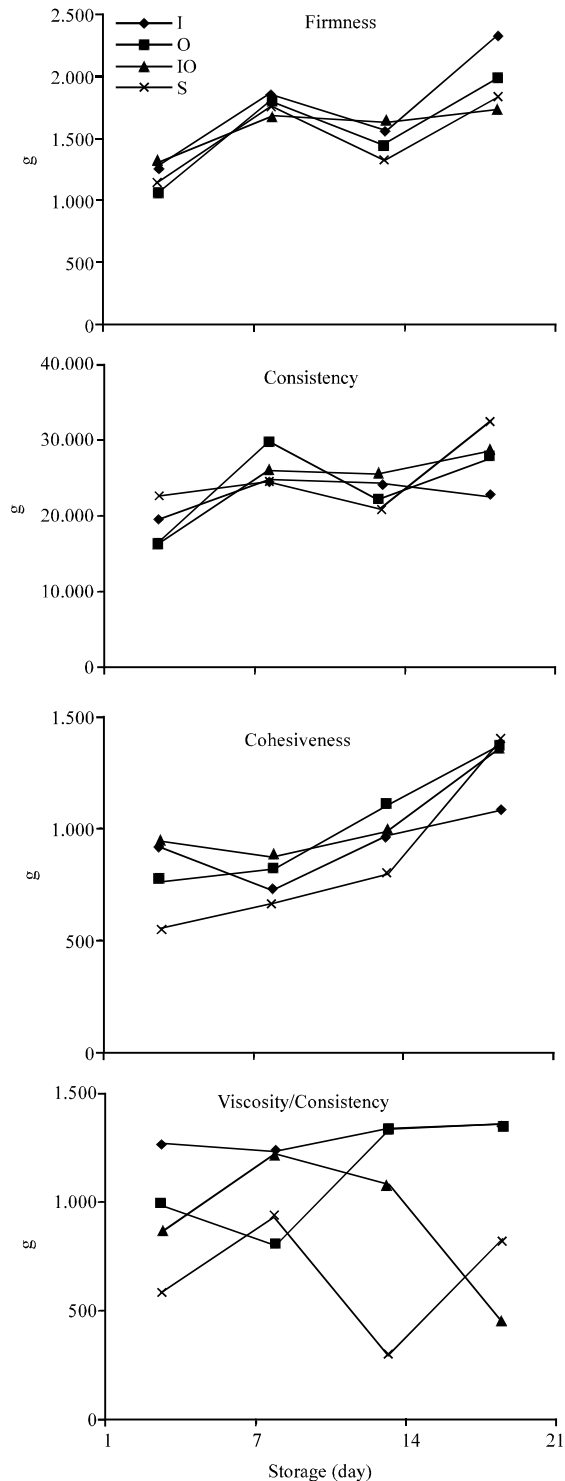 Firmness
I
O
IO
S
2.500
2.000
1.500
1.000
500
0
g
Consistency
40.000
30.000
20.000
10.000
0
g
Cohesiveness
1.500
1.000
500
0
g
Viscosity/Consistency
1.500
1.000
500
0
g
1 7 14 21
Storage (day)